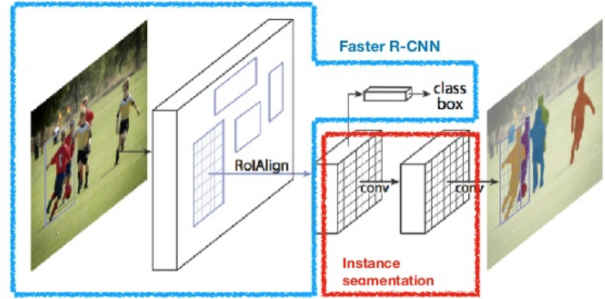 Faster R-CNN
class
box
RoIAlign
conv
conv
Instance
segmentation